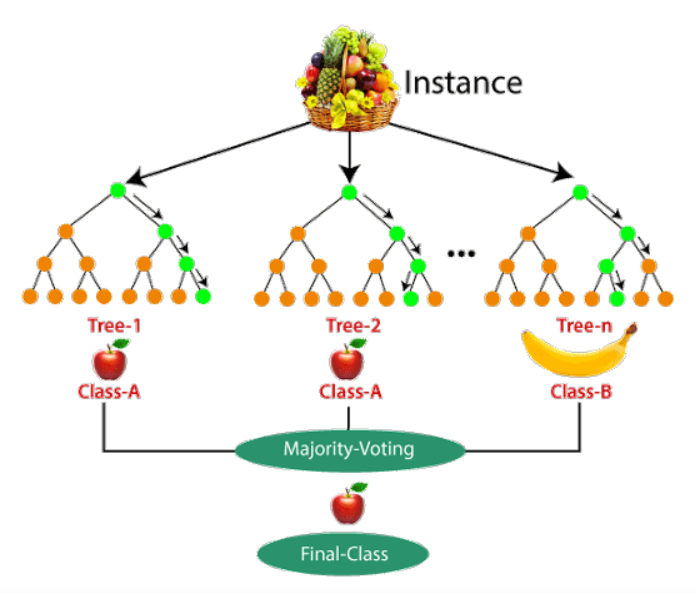 Instance
...
Tree-1
Tree-2
Tree-n
Class-A
Class-A
Class-B
Majority-Voting
Final-Class